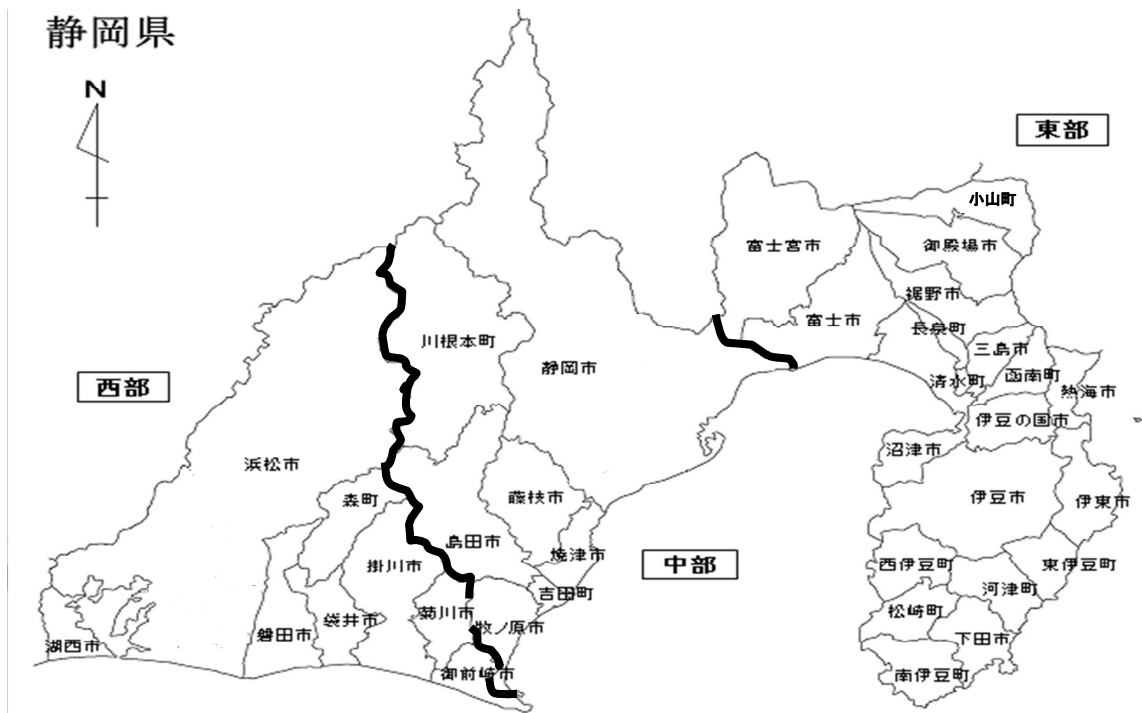 静岡県
N
東部
小山町
富士宮市
御殿場市
裾野市
富士市
長泉町
川根本町
三島市
静岡市
函南町
西部
清水町
熱海市
伊豆の国市
沼津市
浜松市
森町
藤枝市
伊豆市
伊東市
島田市
焼津市
掛川市
中部
西伊豆町
東伊豆町
吉田町
河津町
菊川市
松崎町
袋井市
牧ノ原市
磐田市
下田市
湖西市
御前崎市
南伊豆町